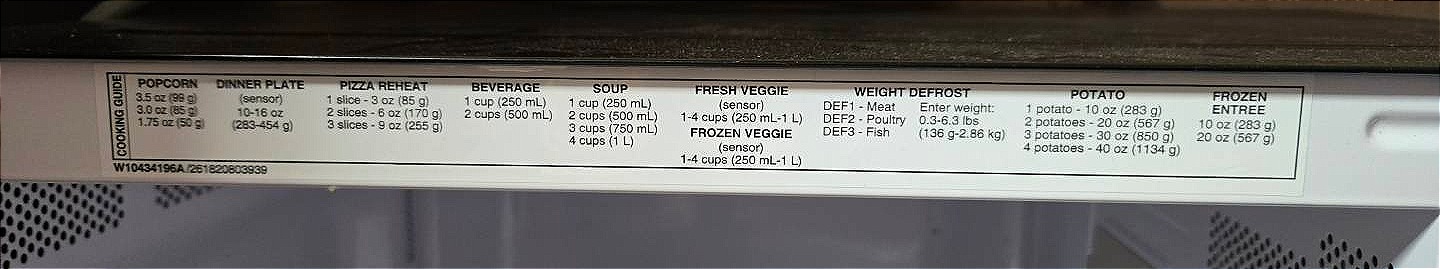 COOKING GUIDE
POPCORN
3.5 oz (99 g)
3.0 oz (85 g)
1.75 oz (50 g)
DINNER PLATE
(sensor)
10-16 oz
(283-454 g)
PIZZA REHEAT
1 slice - 3 oz (85 g)
2 slices - 6 oz (170 g)
3 slices - 9 oz (255 g)
BEVERAGE
1 cup (250 mL)
2 cups (500 mL)
SOUP
1 cup (250 mL)
2 cups (500 mL)
3 cups (750 mL)
4 cups (1 L)
FRESH VEGGIE
(sensor)
1-4 cups (250 mL-1 L)
FROZEN VEGGIE
(sensor)
1-4 cups (250 mL-1 L)
WEIGHT DEFROST
DEF1 - Meat
DEF2 - Poultry
DEF3 - Fish
Enter weight:
0.3-6.3 lbs
(136 g-2.86 kg)
POTATO
1 potato - 10 oz (283 g)
2 potatoes - 20 oz (567 g)
3 potatoes - 30 oz (850 g)
4 potatoes - 40 oz (1134 g)
FROZEN
ENTREE
10 oz (283 g)
20 oz (567 g)
W10434196A/261820803939